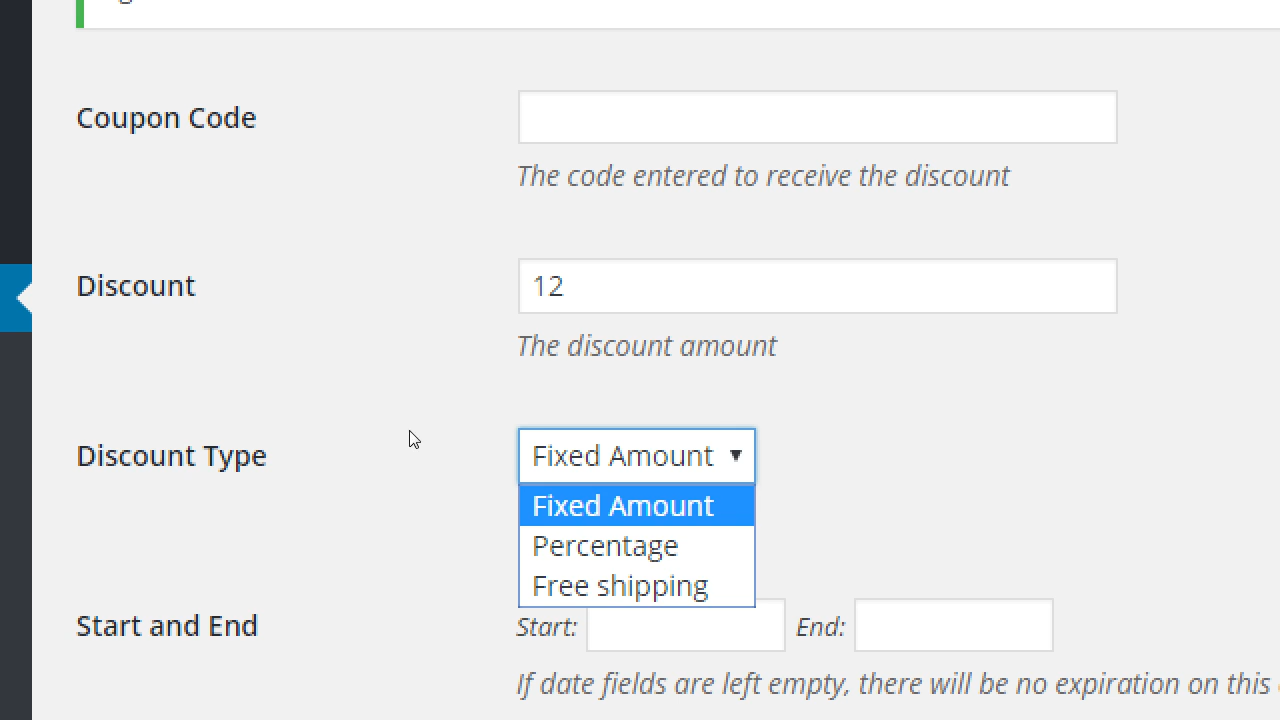 Coupon Code
The code entered to receive the discount
Discount
12
The discount amount
Discount Type
Fixed Amount
Fixed Amount
Percentage
Free shipping
Start and End
Start:
End:
If date fields are left empty, there will be no expiration on this